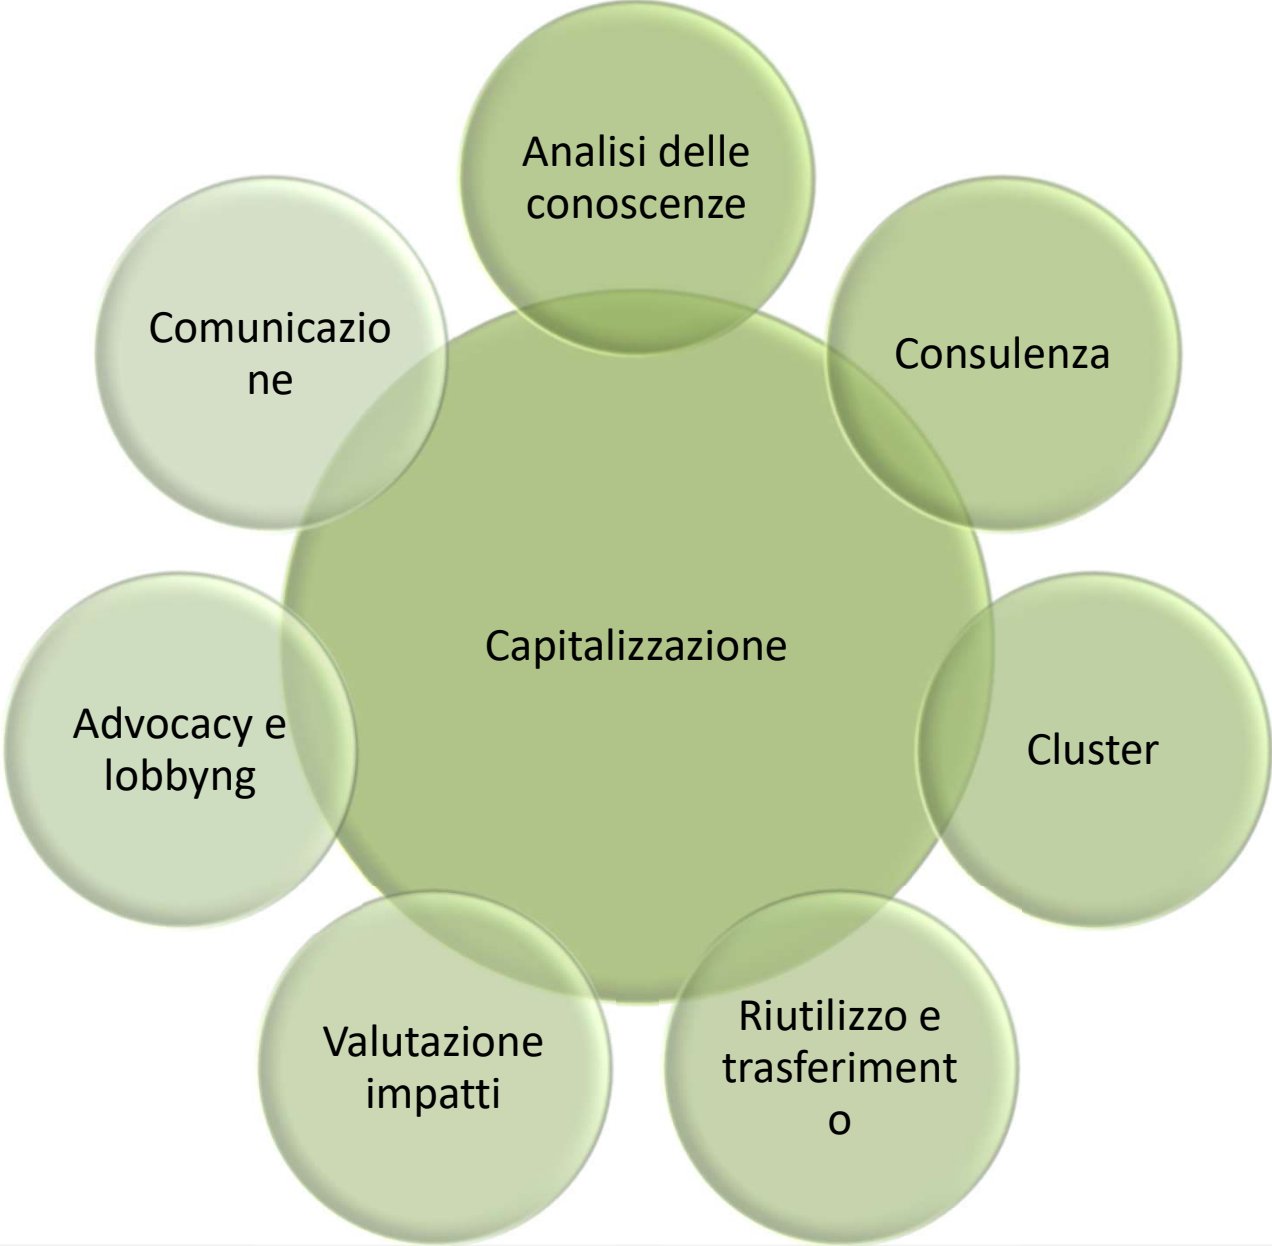 Analisi delle
conoscenze
Consulenza
Cluster
Riutilizzo e
trasferiment
o
Valutazione
impatti
Advocacy e
lobbyng
Comunicazio
ne
Capitalizzazione